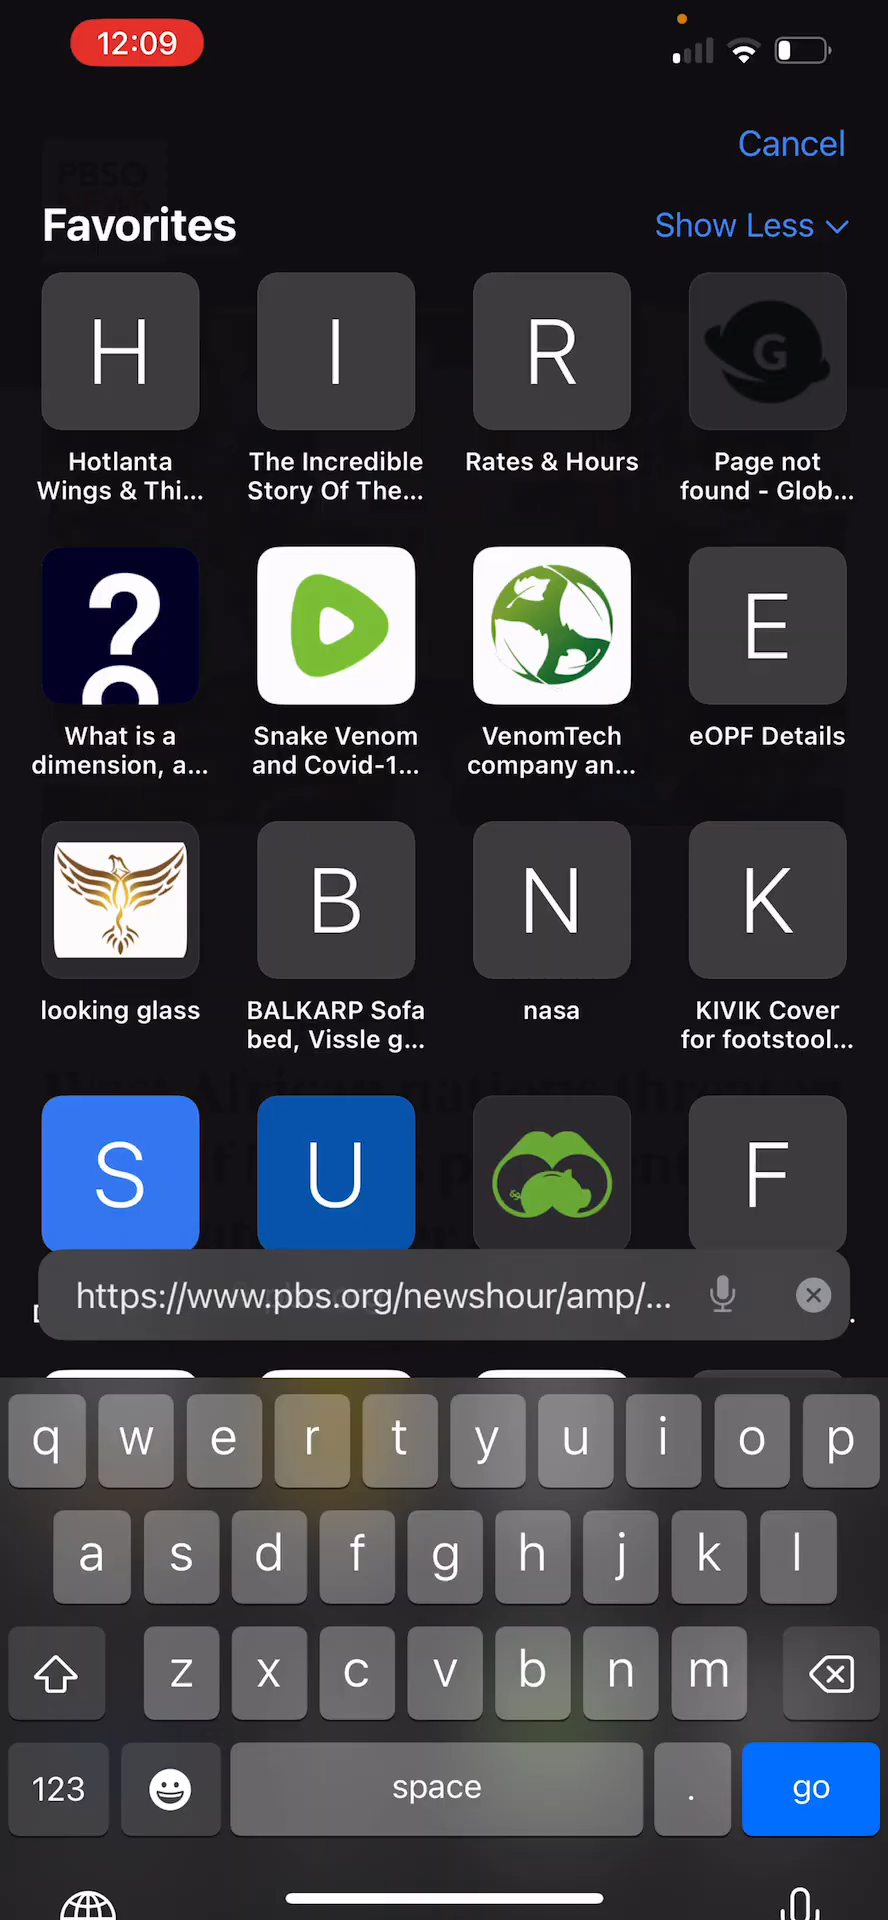 12:09
Cancel
Favorites
Show Less
H
I
R
G
Hotlanta
Wings & Thi...
The Incredible
Story Of The...
Rates & Hours
Page not
found - Glob...
?
E
What is a
dimension, a...
Snake Venom
and Covid-1...
VenomTech
company an...
eOPF Details
B
N
K
looking glass
BALKARP Sofa
bed, Vissle g...
nasa
KIVIK Cover
for footstool...
S
U
F
https://www.pbs.org/newshour/amp/...
q w e r t y u i o p
a s d f g h j k l
z x c v b n m
123
space
.
go